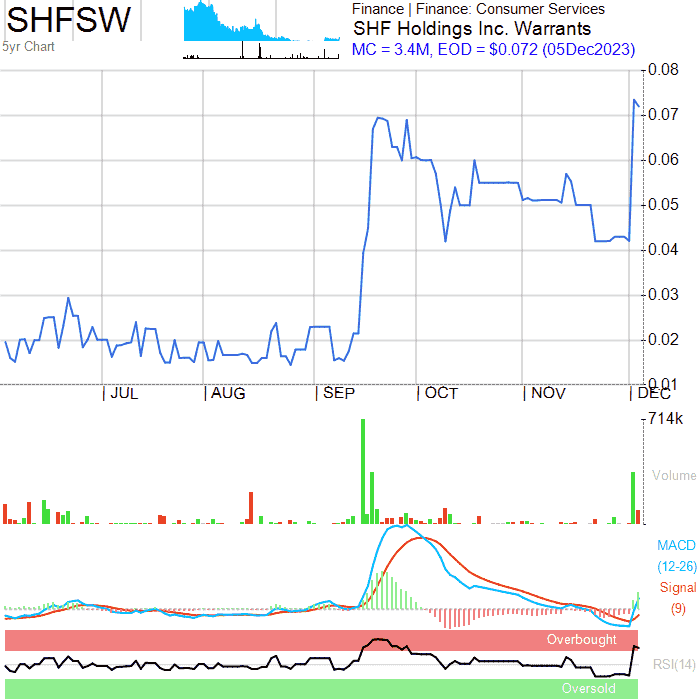 SHFSW
5yr Chart
Finance | Finance: Consumer Services
SHF Holdings Inc. Warrants
MC = 3.4M, EOD = $0.072 (05Dec2023)
0.08
0.07
0.06
0.05
0.04
0.03
0.02
0.01
JUL
AUG
SEP
OCT
NOV
DEC
714k
Volume
MACD
(12-26)
Signal
(9)
Overbought
RSI(14)
Oversold